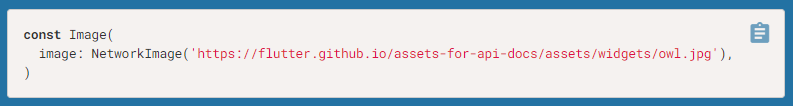 const Image(
  image: NetworkImage('https://flutter.github.io/assets-for-api-docs/assets/widgets/owl.jpg'),
)